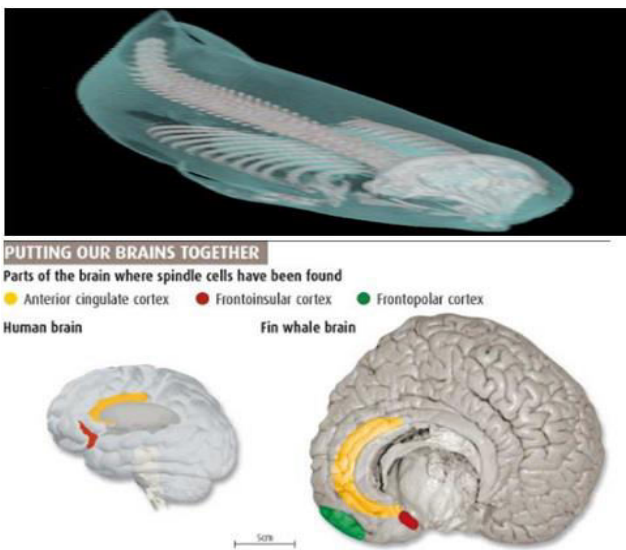 PUTTING OUR BRAINS TOGETHER
Parts of the brain where spindle cells have been found
Anterior cingulate cortex Frontoinsular cortex Frontopolar cortex
Human brain Fin whale brain
5cm